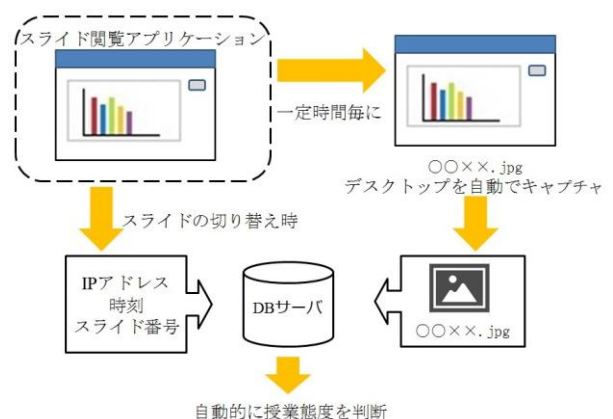 スライド閲覧アプリケーション
一定時間毎に
○○××.jpg
デスクトップを自動でキャプチャ
スライドの切り替え時
IPアドレス
時刻
スライド番号
DBサーバ
○○××.jpg
自動的に授業態度を判断